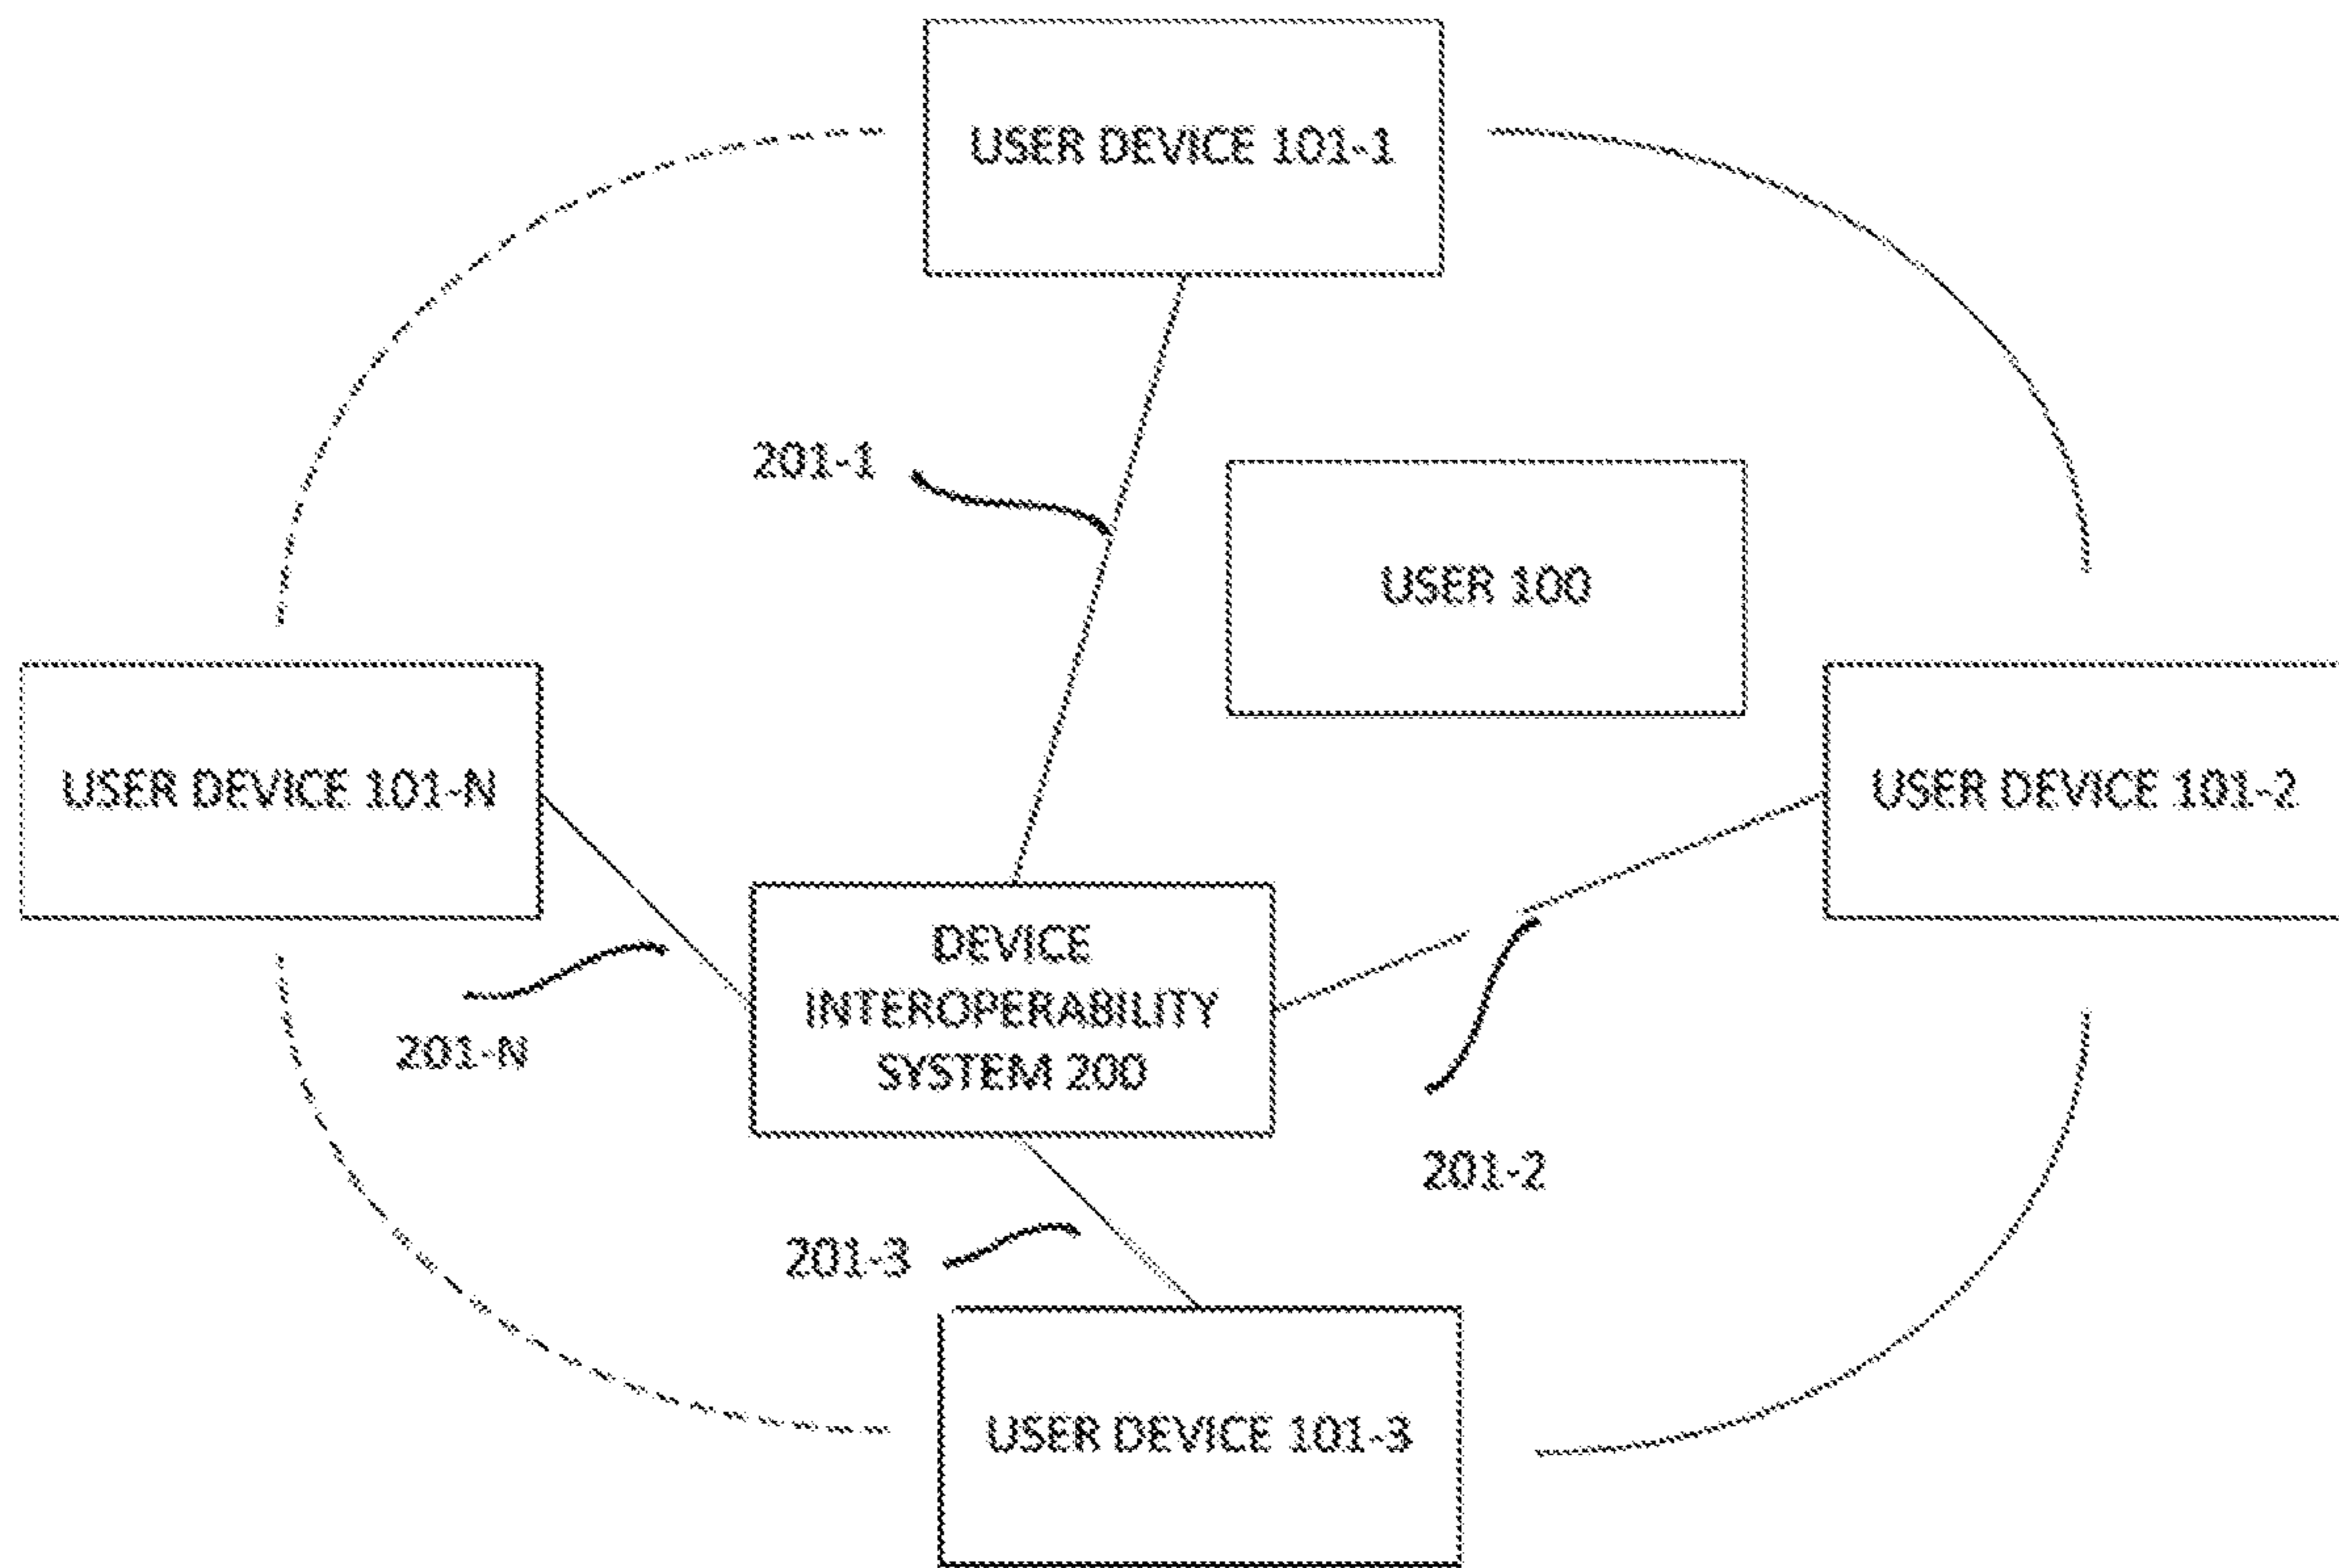 USER DEVICE 101-1
201-1
USER 100
USER DEVICE 101-N
USER DEVICE 101-2
DEVICE
INTEROPERABILITY
SYSTEM 200
201-N
201-2
201-3
USER DEVICE 101-3